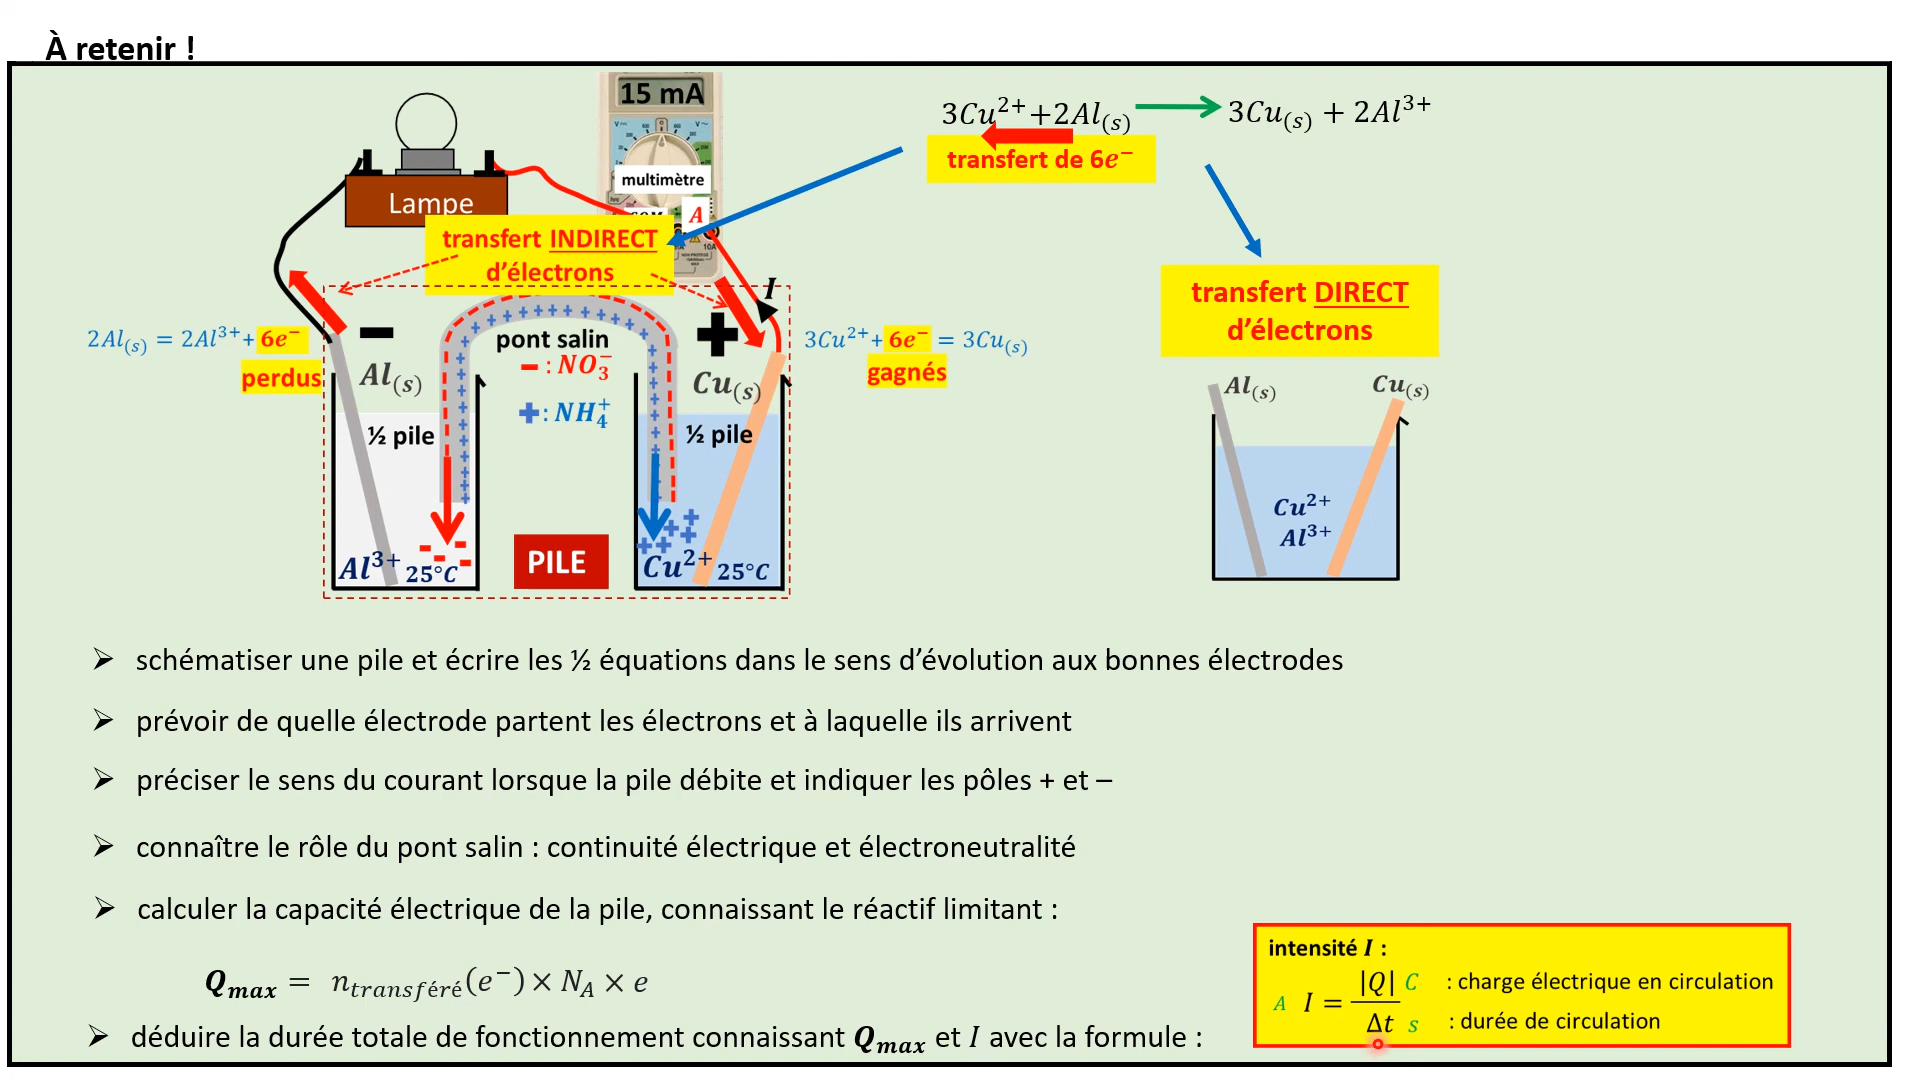 À retenir !
15 mA
multimètre
A
10A
Lampe
transfert INDIRECT
d’électrons
3Cu²⁺+2Al₍ₛ₎ → 3Cu₍ₛ₎ + 2Al³⁺
transfert de 6e⁻
transfert DIRECT
d’électrons
I
2Al₍ₛ₎ = 2Al³⁺+ 6e⁻
perdus
−
Al₍ₛ₎
pont salin
- : NO₃⁻
+ : NH₄⁺
+
Cu₍ₛ₎
3Cu²⁺+ 6e⁻ = 3Cu₍ₛ₎
gagnés
½ pile
½ pile
Al³⁺ 25°C
PILE
Cu²⁺ 25°C
Al₍ₛ₎
Cu₍ₛ₎
Cu²⁺
Al³⁺
➢ schématiser une pile et écrire les ½ équations dans le sens d’évolution aux bonnes électrodes
➢ prévoir de quelle électrode partent les électrons et à laquelle ils arrivent
➢ préciser le sens du courant lorsque la pile débite et indiquer les pôles + et –
➢ connaître le rôle du pont salin : continuité électrique et électroneutralité
➢ calculer la capacité électrique de la pile, connaissant le réactif limitant :
Qmax = ntransféré(e⁻) × NA × e
➢ déduire la durée totale de fonctionnement connaissant Qmax et I avec la formule :
intensité I :
A I = |Q| / Δt
C : charge électrique en circulation
s : durée de circulation